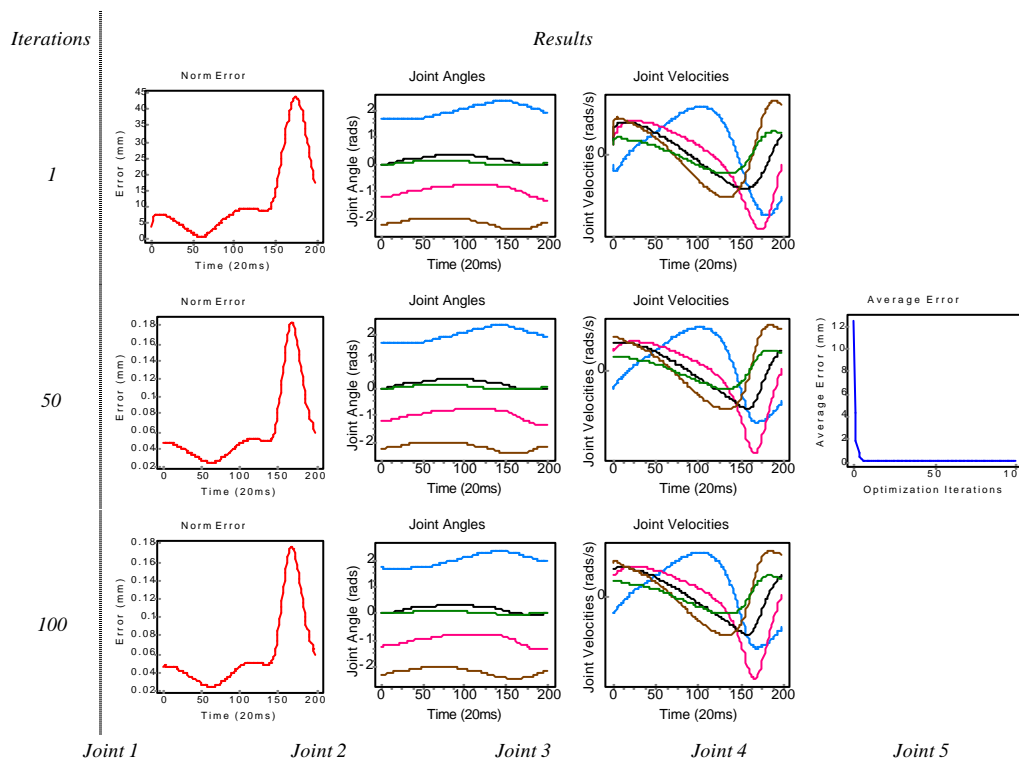 Iterations
Results
Norm Error
Joint Angles
Joint Velocities
1
Error (mm)
45
40
35
30
25
20
15
10
5
0
0 50 100 150 200
Time (20ms)
Joint Angle (rads)
2
1
0
-1
-2
0 50 100 150 200
Time (20ms)
Joint Velocities (rads/s)
0
0 50 100 150 200
Time (20ms)
Norm Error
Joint Angles
Joint Velocities
Average Error
50
Error (mm)
0.18
0.16
0.14
0.12
0.10
0.08
0.06
0.04
0.02
0 50 100 150 200
Time (20ms)
Joint Angle (rads)
2
1
0
-1
-2
0 50 100 150 200
Time (20ms)
Joint Velocities (rads/s)
0
0 50 100 150 200
Time (20ms)
Average Error (mm)
12
8
6
4
2
0
0 50 10
Optimization Iterations
Norm Error
Joint Angles
Joint Velocities
100
Error (mm)
0.18
0.16
0.14
0.12
0.1
0.08
0.06
0.04
0.02
0 50 100 150 200
Time (20ms)
Joint Angle (rads)
2
1
0
-1
-2
0 50 100 150 200
Time (20ms)
Joint Velocities (rads/s)
0
0 50 100 150 200
Time (20ms)
Joint 1 Joint 2 Joint 3 Joint 4 Joint 5